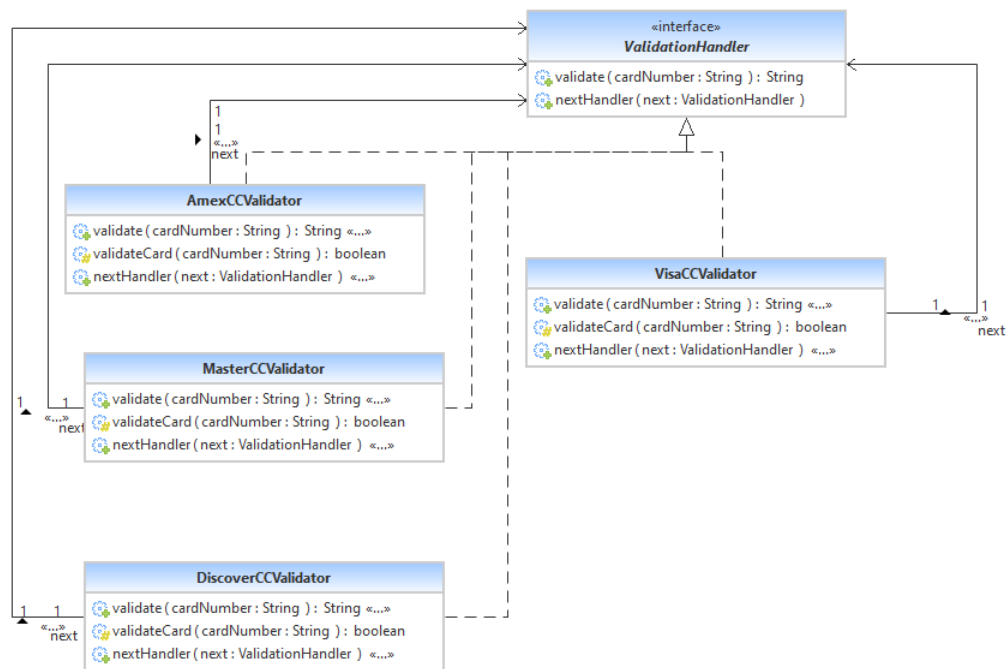 «interface»
ValidationHandler
validate ( cardNumber : String ) : String
nextHandler ( next : ValidationHandler )
1
1
«...»
next
AmexCCValidator
validate ( cardNumber : String ) : String «...»
validateCard ( cardNumber : String ) : boolean
nextHandler ( next : ValidationHandler ) «...»
VisaCCValidator
validate ( cardNumber : String ) : String «...»
validateCard ( cardNumber : String ) : boolean
nextHandler ( next : ValidationHandler ) «...»
1 1
«...»
next
MasterCCValidator
validate ( cardNumber : String ) : String «...»
validateCard ( cardNumber : String ) : boolean
nextHandler ( next : ValidationHandler ) «...»
1 1
«...»
next
DiscoverCCValidator
validate ( cardNumber : String ) : String «...»
validateCard ( cardNumber : String ) : boolean
nextHandler ( next : ValidationHandler ) «...»
1 1
«...»
next